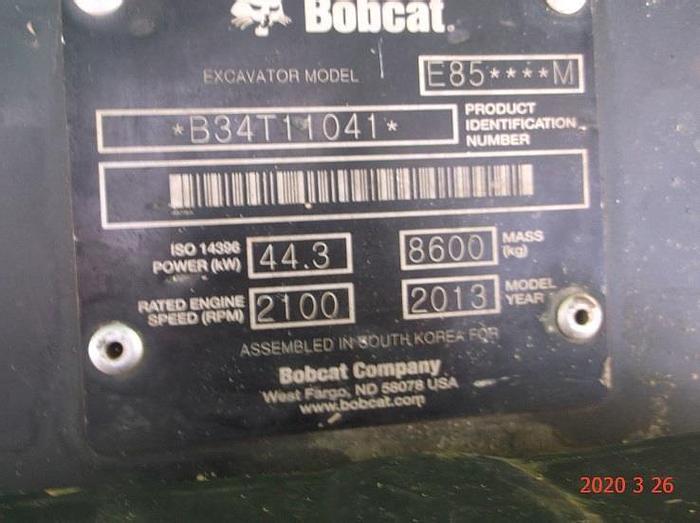 Bobcat®
EXCAVATOR MODEL E85****M
*B34T11041*
PRODUCT
IDENTIFICATION
NUMBER
ISO 14396
POWER (kW) 44.3
8600 MASS
(kg)
RATED ENGINE
SPEED (RPM) 2100
2013 MODEL
YEAR
ASSEMBLED IN SOUTH KOREA FOR
Bobcat Company
West Fargo, ND 58078 USA
www.bobcat.com
2020 3 26